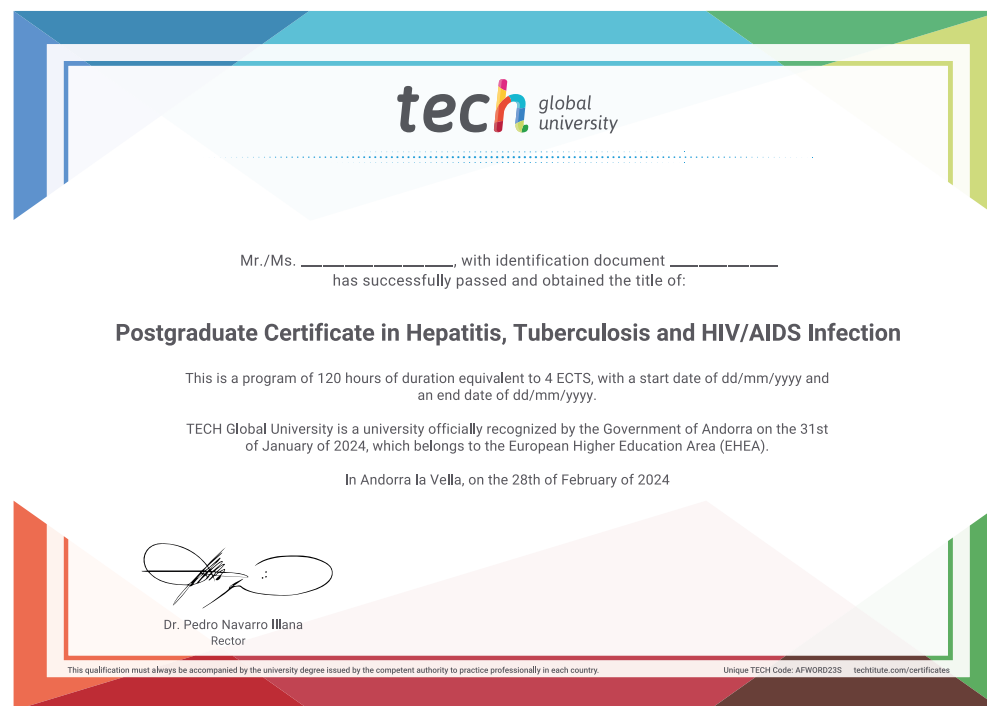 tech global
university
Mr./Ms. ______________, with identification document __________
has successfully passed and obtained the title of:
Postgraduate Certificate in Hepatitis, Tuberculosis and HIV/AIDS Infection
This is a program of 120 hours of duration equivalent to 4 ECTS, with a start date of dd/mm/yyyy and
an end date of dd/mm/yyyy.
TECH Global University is a university officially recognized by the Government of Andorra on the 31st
of January of 2024, which belongs to the European Higher Education Area (EHEA).
In Andorra la Vella, on the 28th of February of 2024
Dr. Pedro Navarro Illana
Rector
This qualification must always be accompanied by the university degree issued by the competent authority to practice professionally in each country.
Unique TECH Code: AFWORD23S techtitute.com/certificates